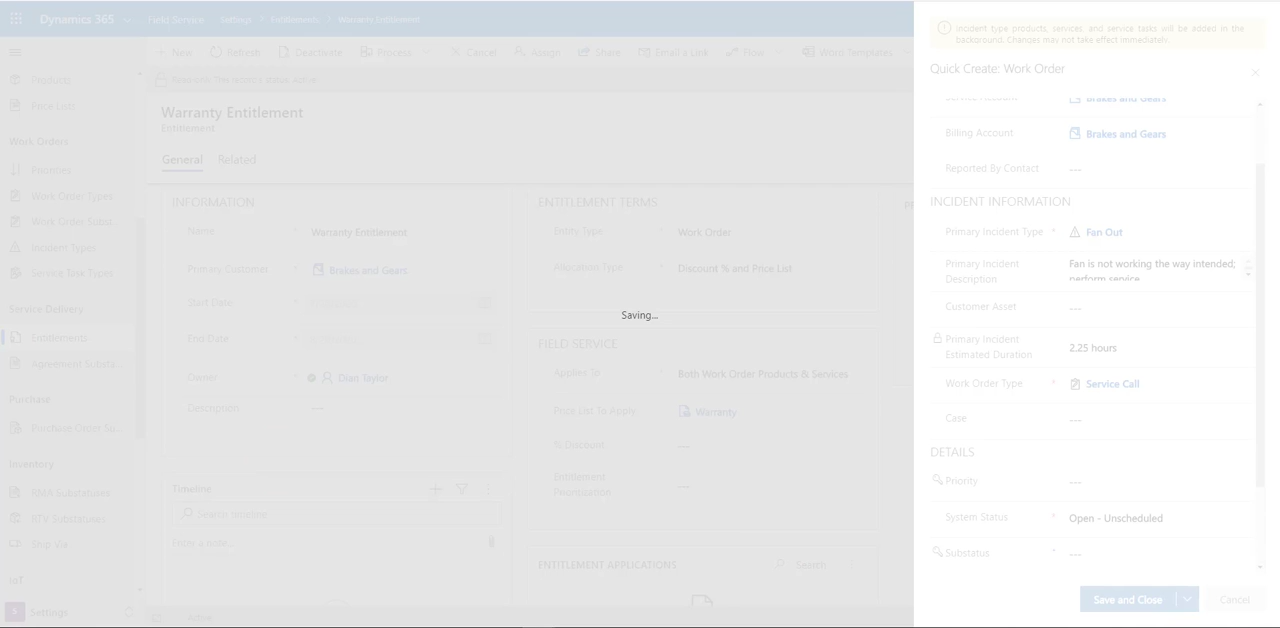 Dynamics 365 Field Service Settings > Entitlements > Warranty Entitlement
+ New Refresh Deactivate Process Cancel Assign Share Email a Link Flow Word Templates
Products
Price Lists
Work Orders
Priorities
Work Order Types
Work Order Subst...
Incident Types
Service Task Types
Service Delivery
Entitlements
Agreement Substa...
Purchase
Purchase Order Su...
Inventory
RMA Substatuses
RTV Substatuses
Ship Via
IoT
Settings
Read-only This record's status: Active
Warranty Entitlement
Entitlement
General Related
INFORMATION
Name * Warranty Entitlement
Primary Customer Brakes and Gears
Start Date *
End Date *
Owner * Dian Taylor
Description ---
Timeline
Search timeline
Enter a note...
Active
ENTITLEMENT TERMS
Entity Type * Work Order
Allocation Type * Discount % and Price List
Saving...
FIELD SERVICE
Applies To * Both Work Order Products & Services
Price List To Apply Warranty
% Discount ---
Entitlement
Prioritization ---
ENTITLEMENT APPLICATIONS Search
Incident type products, services, and service tasks will be added in the
background. Changes may not take effect immediately.
Quick Create: Work Order
Service Account Brakes and Gears
Billing Account Brakes and Gears
Reported By Contact ---
INCIDENT INFORMATION
Primary Incident Type * Fan Out
Primary Incident
Description
Fan is not working the way intended;
perform service
Customer Asset ---
Primary Incident
Estimated Duration
2.25 hours
Work Order Type * Service Call
Case ---
DETAILS
Priority ---
System Status * Open - Unscheduled
Substatus * ---
Save and Close Cancel